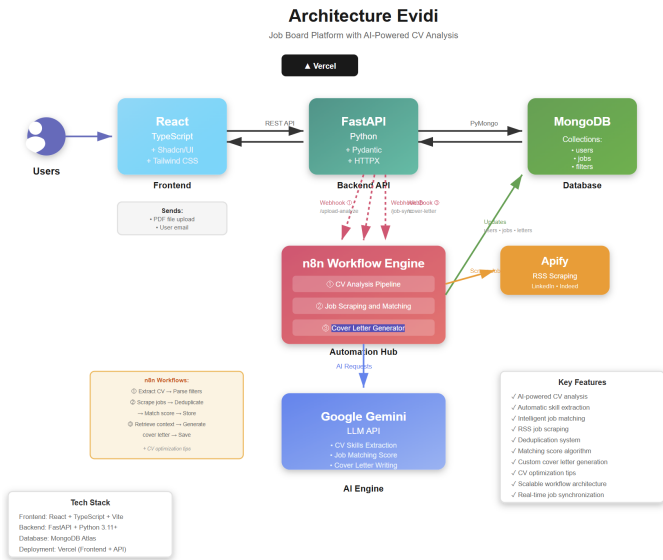 Architecture Evidi
Job Board Platform with AI-Powered CV Analysis
▲ Vercel
React
TypeScript
+ Shadcn/UI
+ Tailwind CSS
REST API
FastAPI
Python
+ Pydantic
+ HTTPX
PyMongo
MongoDB
Collections:
• users
• jobs
• filters
Users
Frontend
Backend API
Database
Sends:
• PDF file upload
• User email
Webhook ①
/upload-analyze
Webhook ②
/job-sync
Webhook ③
/cover-letter
Updates
users • jobs • letters
n8n Workflow Engine
① CV Analysis Pipeline
② Job Scraping and Matching
③ Cover Letter Generator
Automation Hub
Apify
RSS Scraping
LinkedIn • Indeed
AI Requests
n8n Workflows:
① Extract CV → Parse filters
② Scrape jobs → Deduplicate
→ Match score → Store
③ Retrieve context → Generate
cover letter → Save
+ CV optimization tips
Google Gemini
LLM API
• CV Skills Extraction
• Job Matching Score
• Cover Letter Writing
AI Engine
Key Features
✓ AI-powered CV analysis
✓ Automatic skill extraction
✓ Intelligent job matching
✓ RSS job scraping
✓ Deduplication system
✓ Matching score algorithm
✓ Custom cover letter generation
✓ CV optimization tips
✓ Scalable workflow architecture
✓ Real-time job synchronization
Tech Stack
Frontend: React + TypeScript + Vite
Backend: FastAPI + Python 3.11+
Database: MongoDB Atlas
Deployment: Vercel (Frontend + API)